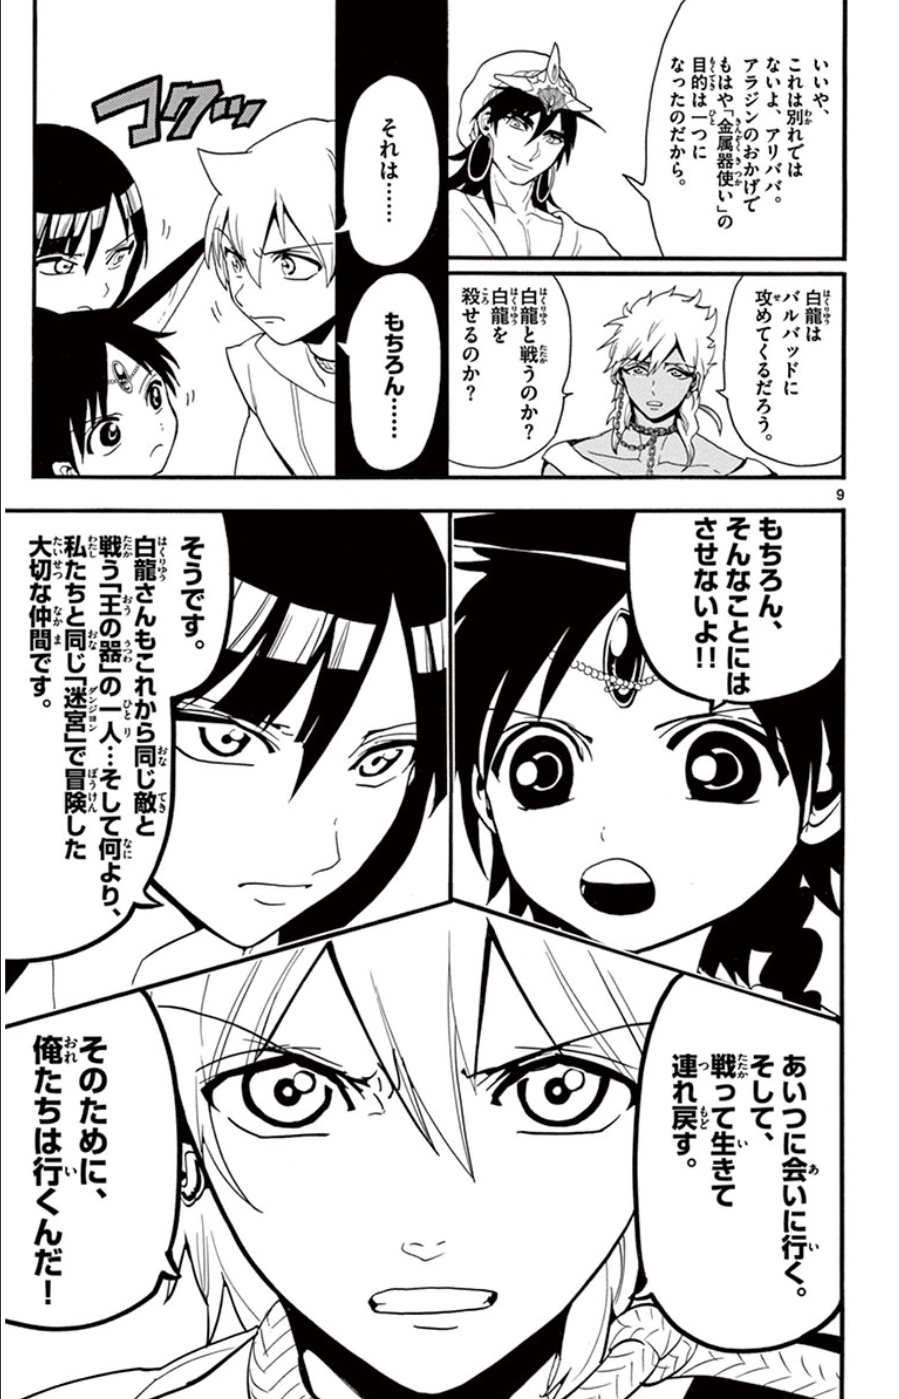 いいや、
これは別れでは
ないよ、アリババ。
アラジンのおかげで
もはや「金属器使い」の
目的は一つに
なったのだから。
白龍は
バルバッドに
攻めてくるだろう。
白龍と戦うのか？
白龍を
殺せるのか？
それは……
もちろん……
コクッ
9
もちろん、
そんなことには
させないよ!!
そうです。
白龍さんもこれから同じ敵と
戦う「王の器」の一人…そして何より、
私たちと同じ「迷宮」で冒険した
大切な仲間です。
あいつに会いに行く。
そして、
戦って生きて
連れ戻す。
そのために、
俺たちは行くんだ！